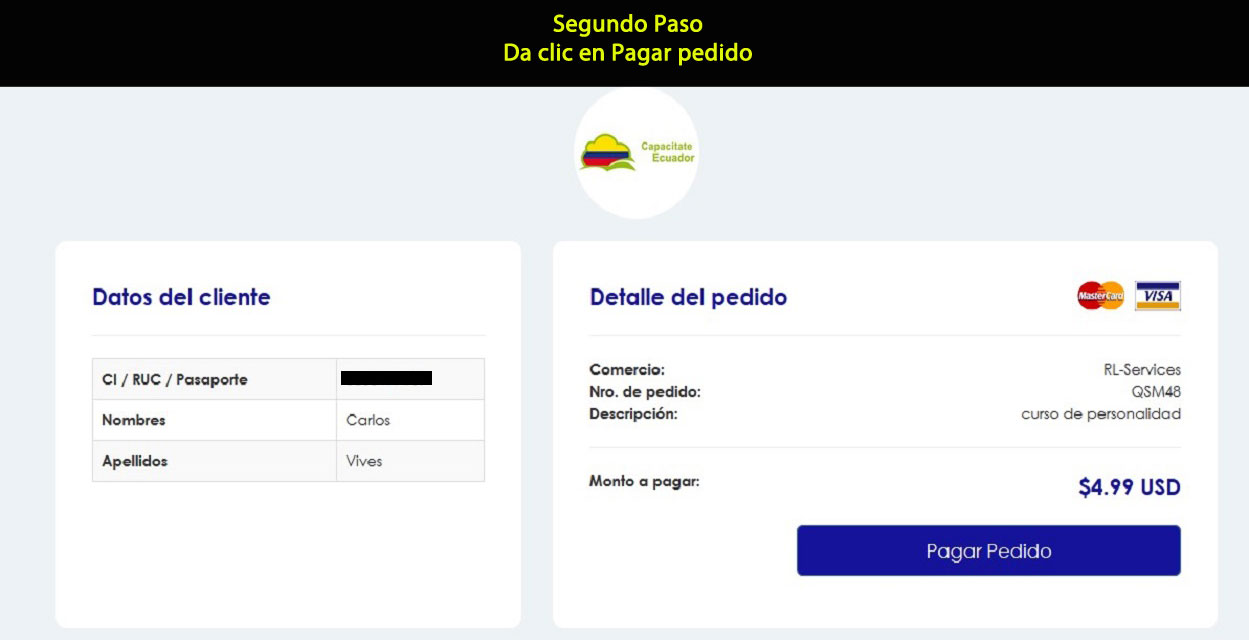 Segundo Paso
Da clic en Pagar pedido
Capacitate
Ecuador
Datos del cliente
CI / RUC / Pasaporte
Nombres Carlos
Apellidos Vives
Detalle del pedido
MasterCard VISA
Comercio: RL-Services
Nro. de pedido: QSM48
Descripción: curso de personalidad
Monto a pagar: $4.99 USD
Pagar Pedido